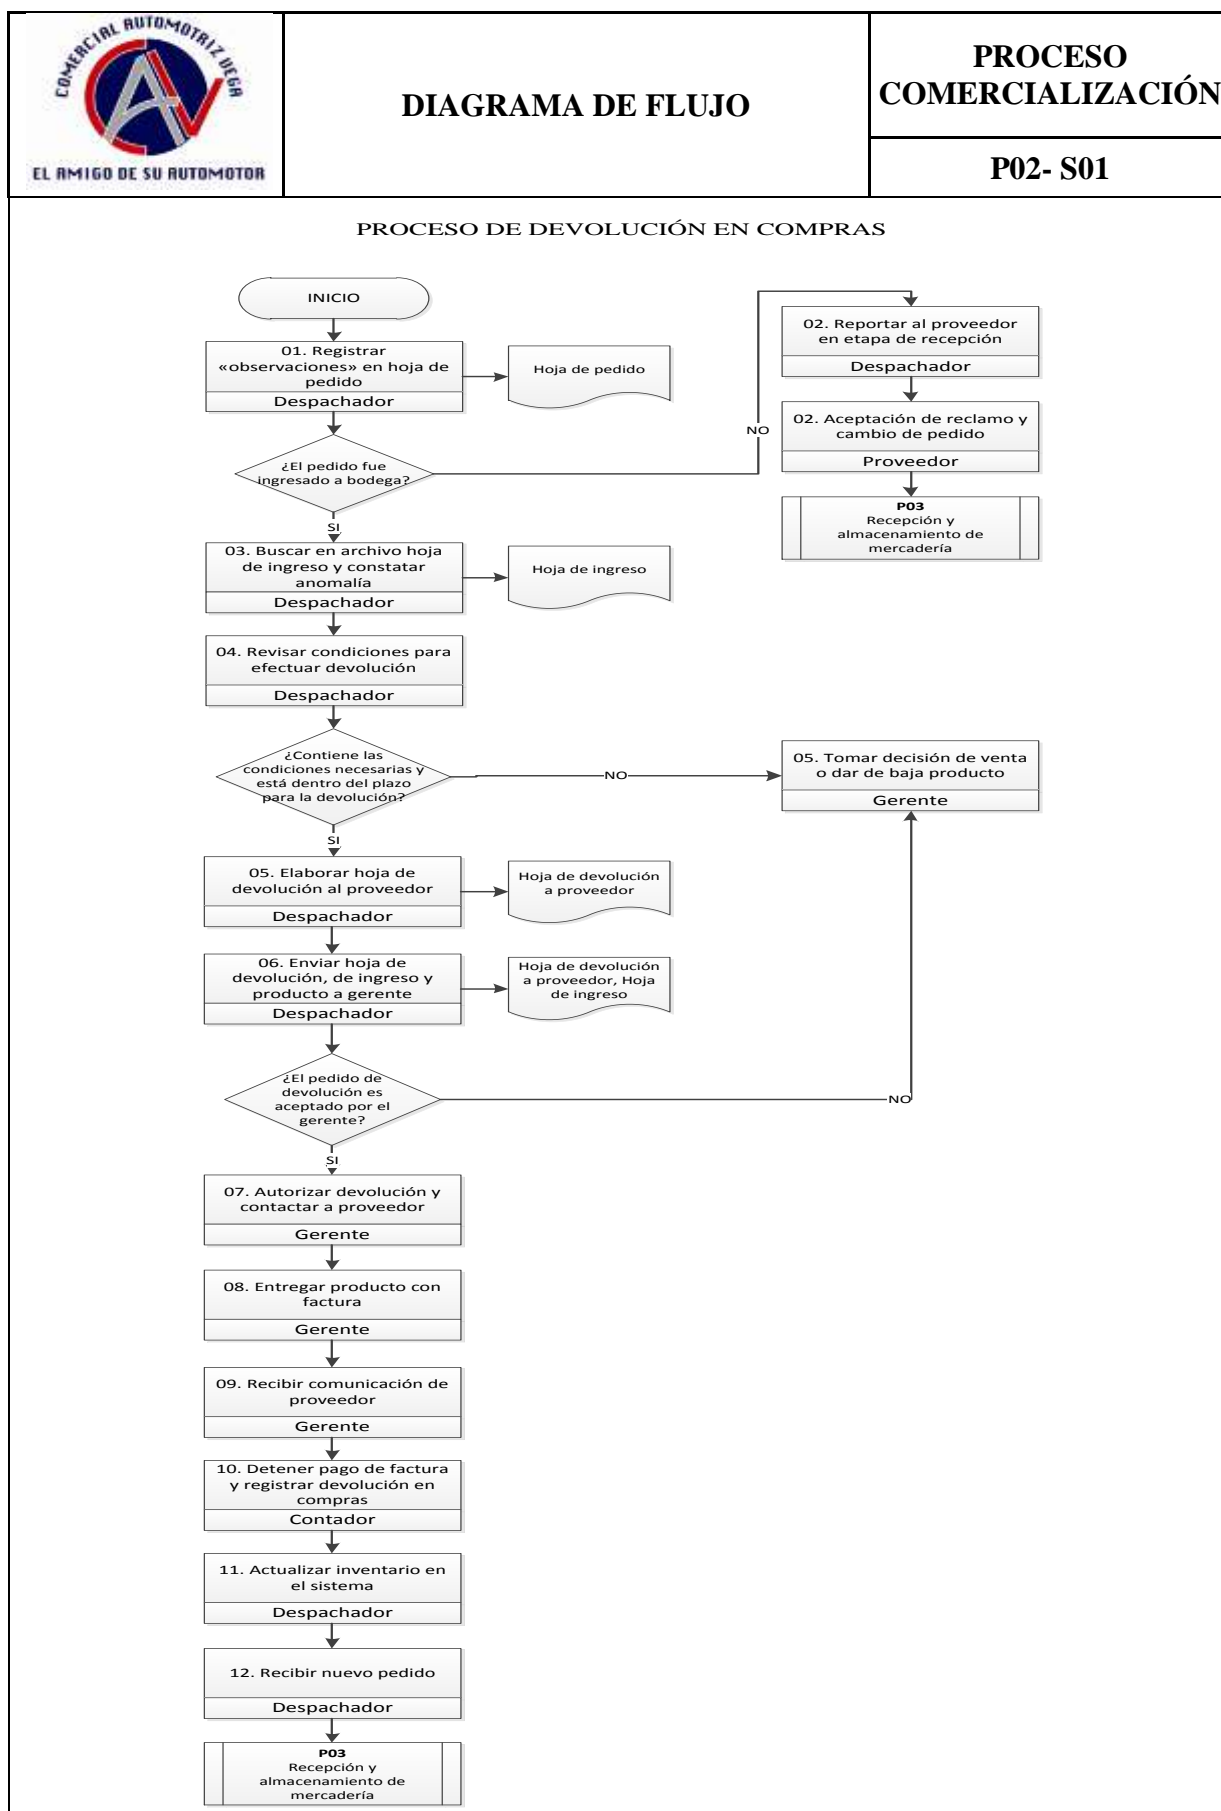 COMERCIAL AUTOMOTRIZ VEGA
EL AMIGO DE SU AUTOMOTOR
DIAGRAMA DE FLUJO
PROCESO
COMERCIALIZACIÓN
P02- S01
PROCESO DE DEVOLUCIÓN EN COMPRAS
INICIO
01. Registrar
«observaciones» en hoja de
pedido
Despachador
Hoja de pedido
¿El pedido fue
ingresado a bodega?
NO
02. Reportar al proveedor
en etapa de recepción
Despachador
02. Aceptación de reclamo y
cambio de pedido
Proveedor
P03
Recepción y
almacenamiento de
mercadería
SI
03. Buscar en archivo hoja
de ingreso y constatar
anomalía
Despachador
Hoja de ingreso
04. Revisar condiciones para
efectuar devolución
Despachador
¿Contiene las
condiciones necesarias y
está dentro del plazo
para la devolución?
NO
05. Tomar decisión de venta
o dar de baja producto
Gerente
SI
05. Elaborar hoja de
devolución al proveedor
Despachador
Hoja de devolución
a proveedor
06. Enviar hoja de
devolución, de ingreso y
producto a gerente
Despachador
Hoja de devolución
a proveedor, Hoja
de ingreso
¿El pedido de
devolución es
aceptado por el
gerente?
NO
SI
07. Autorizar devolución y
contactar a proveedor
Gerente
08. Entregar producto con
factura
Gerente
09. Recibir comunicación de
proveedor
Gerente
10. Detener pago de factura
y registrar devolución en
compras
Contador
11. Actualizar inventario en
el sistema
Despachador
12. Recibir nuevo pedido
Despachador
P03
Recepción y
almacenamiento de
mercadería